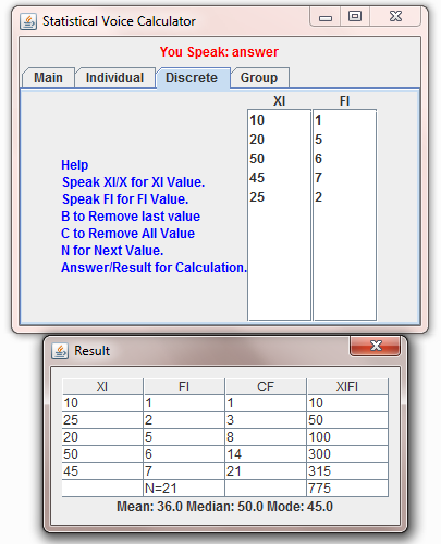 Statistical Voice Calculator
You Speak: answer
Main Individual Discrete Group
XI FI
10 1
20 5
50 6
45 7
25 2
Help
Speak XI/X for XI Value.
Speak FI for FI Value.
B to Remove last value
C to Remove All Value
N for Next Value.
Answer/Result for Calculation.
Result
XI FI CF XIFI
10 1 1 10
25 2 3 50
20 5 8 100
50 6 14 300
45 7 21 315
N=21 775
Mean: 36.0 Median: 50.0 Mode: 45.0